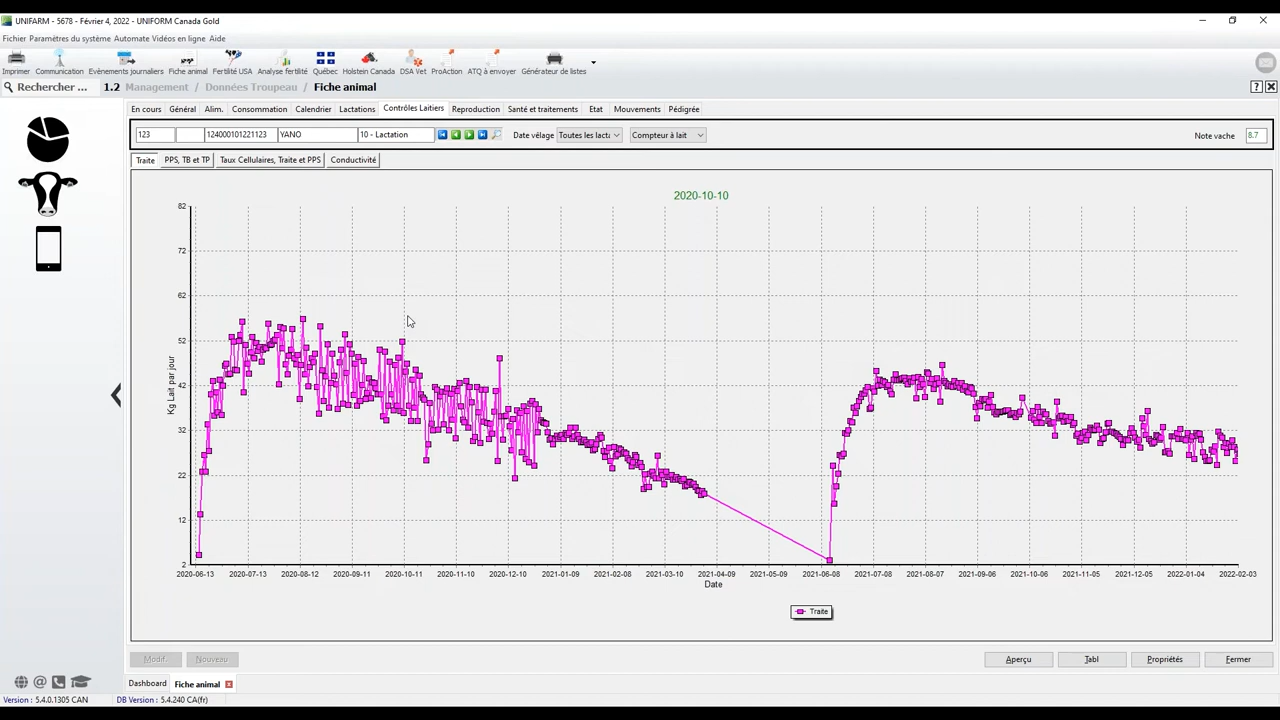 UNIFARM - 5678 - Février 4, 2022 - UNIFORM Canada Gold
Fichier Paramètres du système Automate Vidéos en ligne Aide
Imprimer Communication Evènements journaliers Fiche animal Fertilité USA Analyse fertilité Québec Holstein Canada DSA Vet ProAction ATQ à envoyer Générateur de listes
Rechercher ... 1.2 Management / Données Troupeau / Fiche animal
En cours Général Alim. Consommation Calendrier Lactations Contrôles Laitiers Reproduction Santé et traitements Etat Mouvements Pédigrée
123 124000101221123 YANO 10 - Lactation Date vêlage Toutes les lacta Compteur à lait Note vache 8.7
Traite PPS, TB et TP Taux Cellulaires, Traite et PPS Conductivité
2020-10-10
82
72
62
52
42
32
22
12
2
Kg Lait par jour
2020-06-13 2020-07-13 2020-08-12 2020-09-11 2020-10-11 2020-11-10 2020-12-10 2021-01-09 2021-02-08 2021-03-10 2021-04-09 2021-05-09 2021-06-08 2021-07-08 2021-08-07 2021-09-06 2021-10-06 2021-11-05 2021-12-05 2022-01-04 2022-02-03
Date
Traite
Modif. Nouveau Aperçu Tabl Propriétés Fermer
Dashboard Fiche animal
Version : 5.4.0.1305 CAN DB Version : 5.4.240 CA(fr)